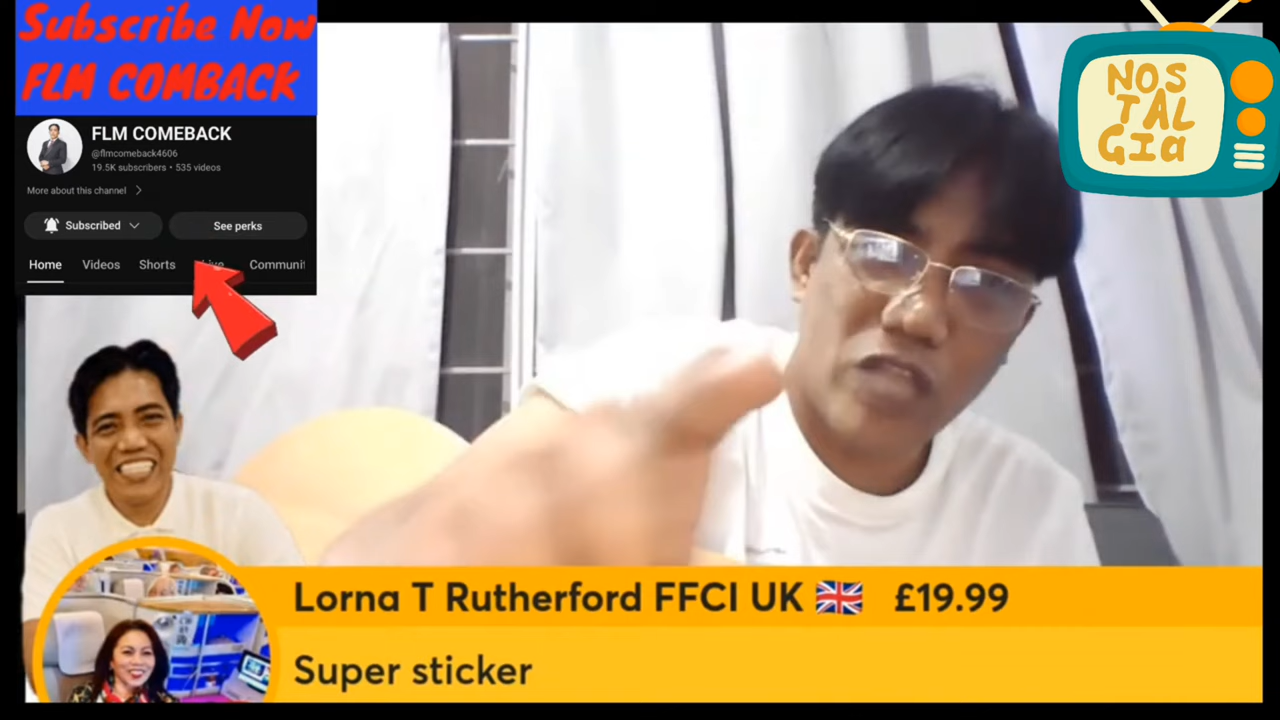 Subscribe Now
FLM COMBACK
FLM COMEBACK
@flmcomeback4606
19.5K subscribers • 535 videos
More about this channel
Subscribed
See perks
Home Videos Shorts Live
NOS
TAL
GIa
Lorna T Rutherford FFCI UK 🇬🇧 £19.99
Super sticker